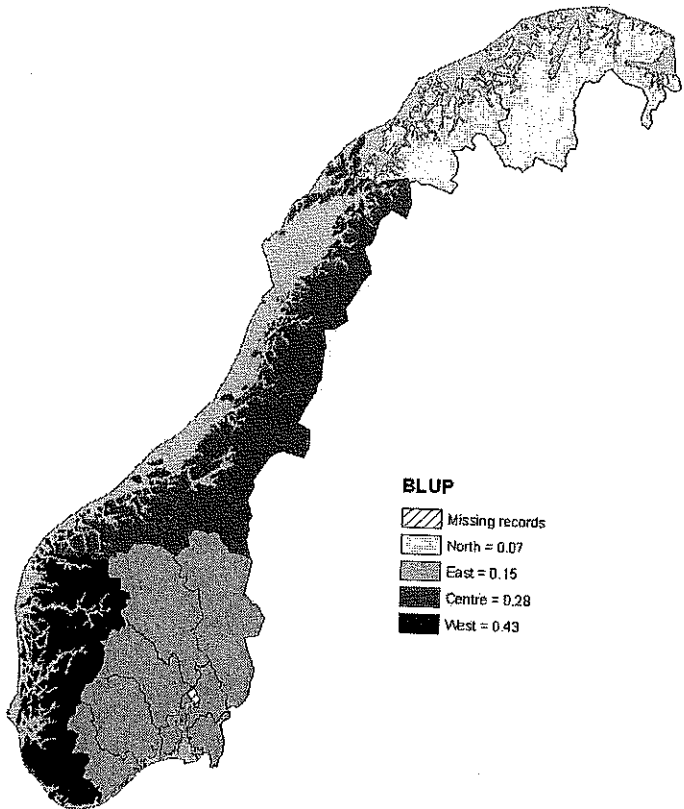 BLUP
Missing records
North = 0.07
East = 0.15
Centre = 0.28
West = 0.43